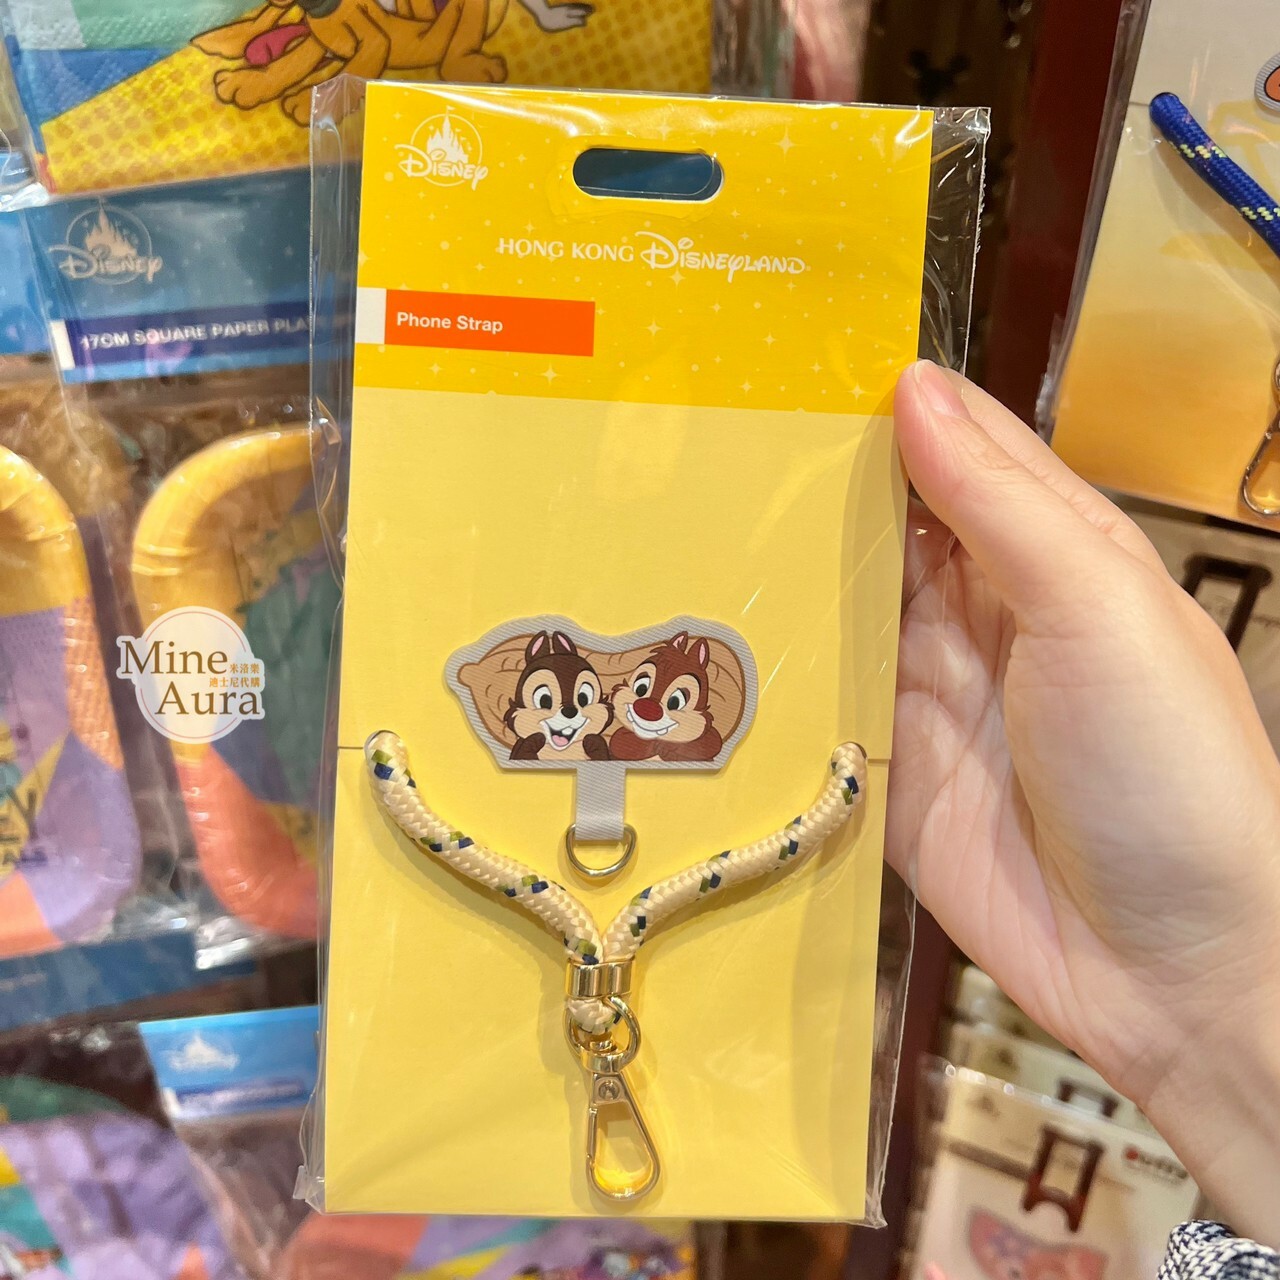 Disney
HONG KONG Disneyland
Phone Strap
Disney
17CM SQUARE PAPER PLA
Mine
米洛樂
迪士尼代購
Aura
Duffy